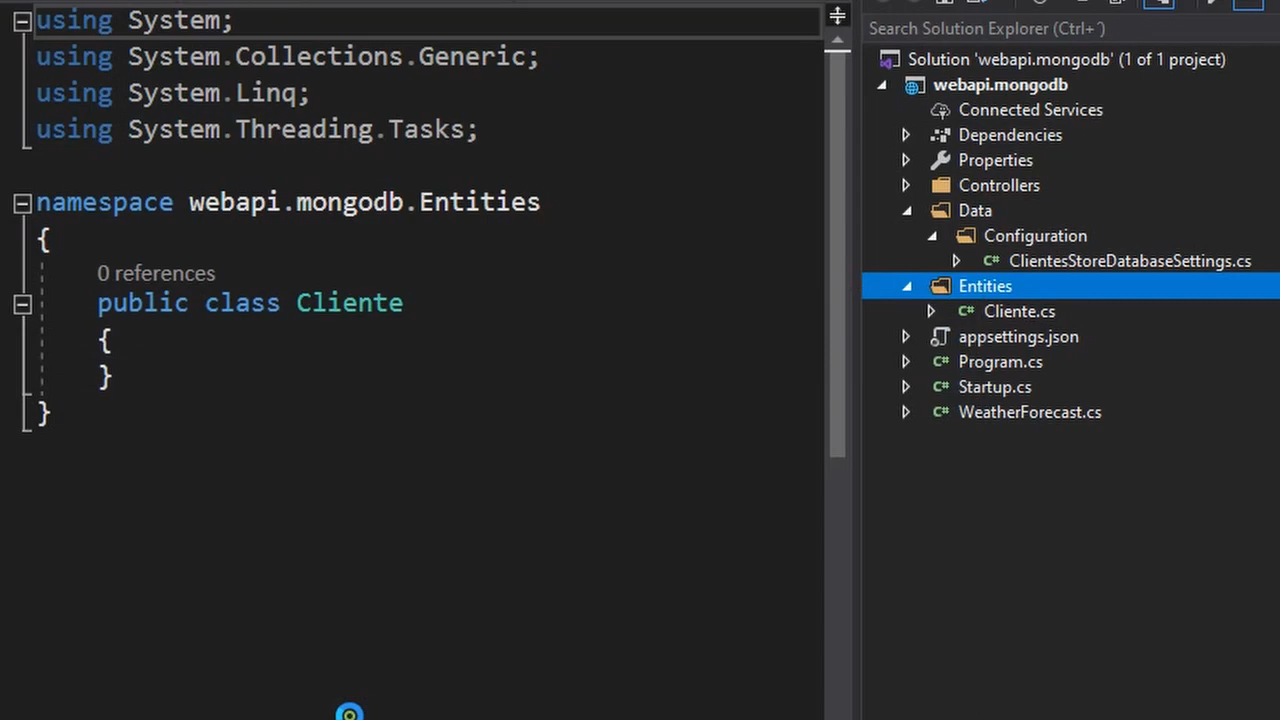 using System;
using System.Collections.Generic;
using System.Linq;
using System.Threading.Tasks;
namespace webapi.mongodb.Entities
{
0 references
public class Cliente
{
}
}
Search Solution Explorer (Ctrl+´)
Solution 'webapi.mongodb' (1 of 1 project)
webapi.mongodb
Connected Services
Dependencies
Properties
Controllers
Data
Configuration
C# ClientesStoreDatabaseSettings.cs
Entities
C# Cliente.cs
appsettings.json
C# Program.cs
C# Startup.cs
C# WeatherForecast.cs